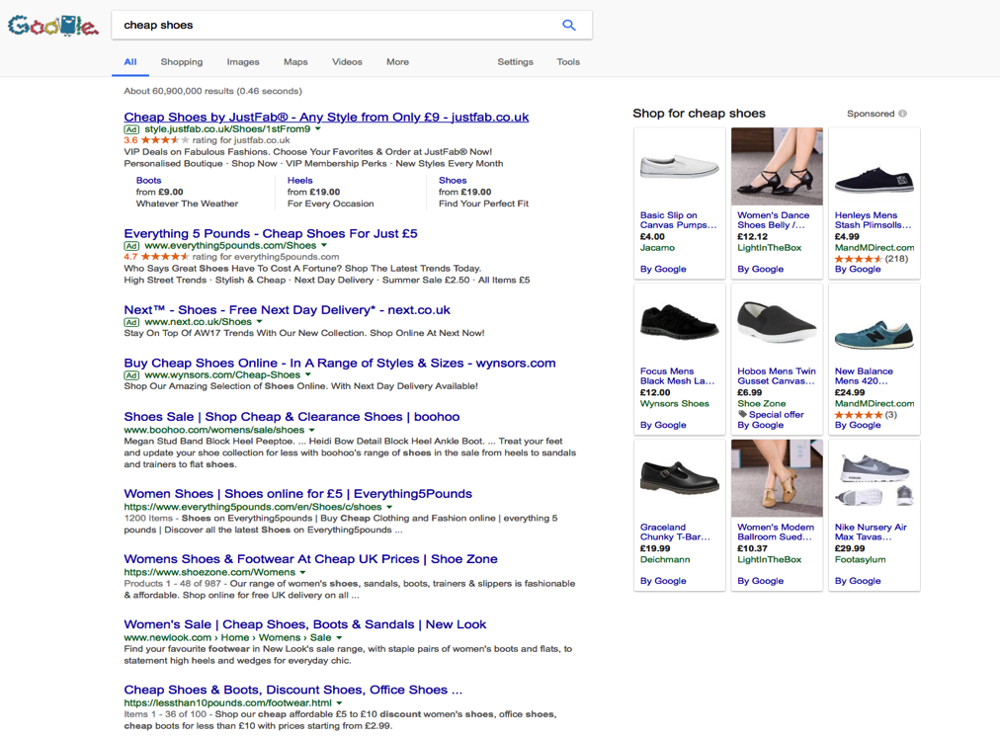 Google
cheap shoes
All Shopping Images Maps Videos More Settings Tools
About 60,900,000 results (0.46 seconds)
Cheap Shoes by JustFab® - Any Style from Only £9 - justfab.co.uk
Ad style.justfab.co.uk/Shoes/1stFrom9
3.6 rating for justfab.co.uk
VIP Deals on Fabulous Fashions. Choose Your Favorites & Order at JustFab® Now!
Personalised Boutique · Shop Now · VIP Membership Perks · New Styles Every Month
Boots
from £9.00
Whatever The Weather
Heels
from £19.00
For Every Occasion
Shoes
from £19.00
Find Your Perfect Fit
Everything 5 Pounds - Cheap Shoes For Just £5
Ad www.everything5pounds.com/Shoes
4.7 rating for everything5pounds.com
Who Says Great Shoes Have To Cost A Fortune? Shop The Latest Trends Today.
High Street Trends · Stylish & Cheap · Next Day Delivery · Summer Sale £2.50 · All Items £5
Next™ - Shoes - Free Next Day Delivery* - next.co.uk
Ad www.next.co.uk/Shoes
Stay On Top Of AW17 Trends With Our New Collection. Shop Online At Next Now!
Buy Cheap Shoes Online - In A Range of Styles & Sizes - wynsors.com
Ad www.wynsors.com/Cheap-Shoes
Shop Our Amazing Selection of Shoes Online. With Next Day Delivery Available!
Shoes Sale | Shop Cheap & Clearance Shoes | boohoo
www.boohoo.com/womens/sale/shoes
Megan Stud Band Block Heel Peeptoe. ... Heidi Bow Detail Block Heel Ankle Boot. ... Treat your feet
and update your shoe collection for less with boohoo's range of shoes in the sale from heels to sandals
and trainers to flat shoes.
Women Shoes | Shoes online for £5 | Everything5Pounds
https://www.everything5pounds.com/en/Shoes/c/shoes
1200 Items - Shoes on Everything5pounds | Buy Cheap Clothing and Fashion online | everything 5
pounds | Discover all the latest Shoes on Everything5Pounds ...
Womens Shoes & Footwear At Cheap UK Prices | Shoe Zone
https://www.shoezone.com/Womens
Products 1 - 48 of 987 - Our range of women's shoes, sandals, boots, trainers & slippers is fashionable
& affordable. Shop online for free UK delivery on all ...
Women's Sale | Cheap Shoes, Boots & Sandals | New Look
www.newlook.com › Home › Womens › Sale
Find your favourite footwear in New Look's sale range, with staple pairs of women's boots and flats, to
statement high heels and wedges for everyday chic.
Cheap Shoes & Boots, Discount Shoes, Office Shoes ...
https://lessthan10pounds.com/footwear.html
Items 1 - 36 of 100 - Shop our cheap affordable £5 to £10 discount women's shoes, office shoes,
cheap boots for less than £10 with prices starting from £2.99.
Shop for cheap shoes Sponsored
Basic Slip on
Canvas Pumps...
£4.00
Jacamo
By Google
Women's Dance
Shoes Belly /...
£12.12
LightInTheBox
By Google
Henleys Mens
Stash Plimsolls...
£4.99
MandMDirect.com
(218)
By Google
Focus Mens
Black Mesh La...
£12.00
Wynsors Shoes
By Google
Hobos Mens Twin
Gusset Canvas...
£6.99
Shoe Zone
Special offer
By Google
New Balance
Mens 420...
£24.99
MandMDirect.com
(3)
By Google
Graceland
Chunky T-Bar...
£19.99
Deichmann
By Google
Women's Modern
Ballroom Sued...
£10.37
LightInTheBox
By Google
Nike Nursery Air
Max Tavas...
£29.99
Footasylum
By Google